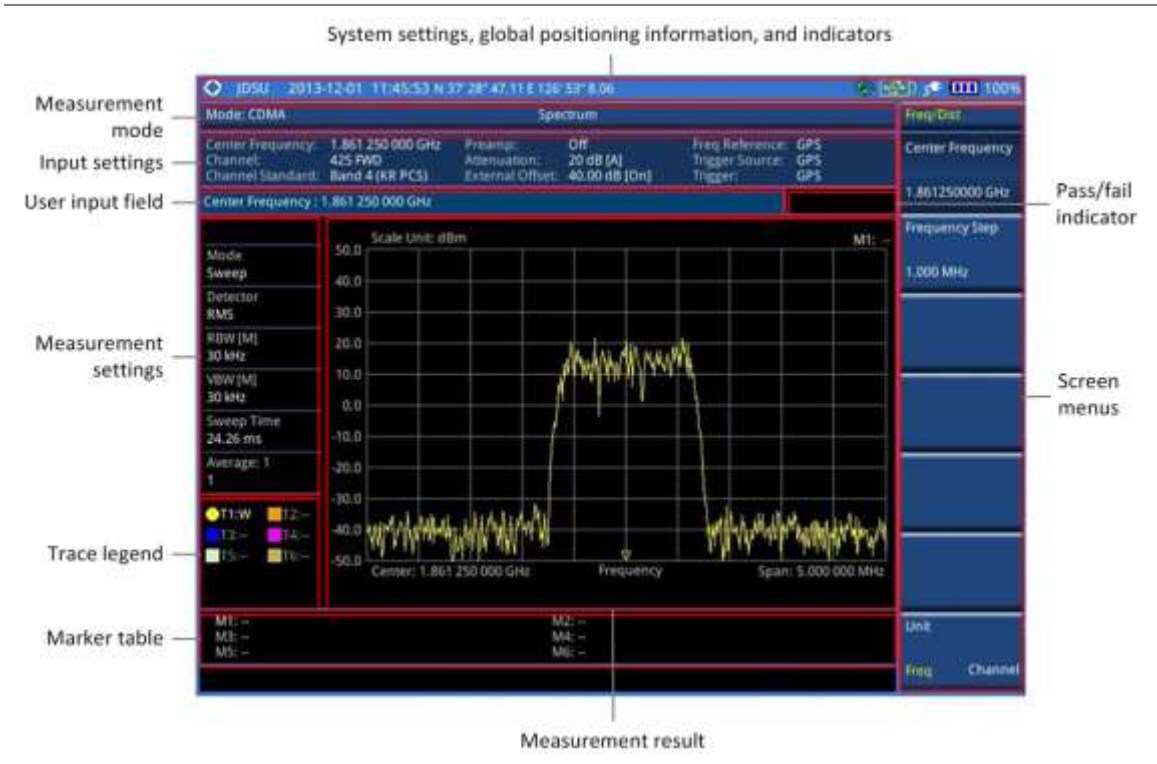 System settings, global positioning information, and indicators
JDSU 2013-12-01 11:45:53 N 37° 28' 47.11 E 126° 53' 8.06 100%
Measurement mode
Mode: CDMA Spectrum Freq/Dist
Input settings
Center Frequency: 1.861 250 000 GHz Preamp: Off Freq Reference: GPS
Channel: 425 FWD Attenuation: 20 dB [A] Trigger Source: GPS
Channel Standard: Band 4 (KR PCS) External Offset: 40.00 dB [On] Trigger: GPS
Center Frequency
1.861250000 GHz
User input field
Center Frequency : 1.861 250 000 GHz
Pass/fail indicator
Frequency Step
1.000 MHz
Measurement settings
Mode
Sweep
Detector
RMS
RBW [M]
30 kHz
VBW [M]
30 kHz
Sweep Time
24.26 ms
Average: 1
1
Scale Unit: dBm M1: --
50.0
40.0
30.0
20.0
10.0
0.0
-10.0
-20.0
-30.0
-40.0
-50.0
Center: 1.861 250 000 GHz Frequency Span: 5.000 000 MHz
Screen menus
Trace legend
T1:W T2:--
T3:-- T4:--
T5:-- T6:--
Marker table
M1: -- M2: --
M3: -- M4: --
M5: -- M6: --
Unit
Freq Channel
Measurement result